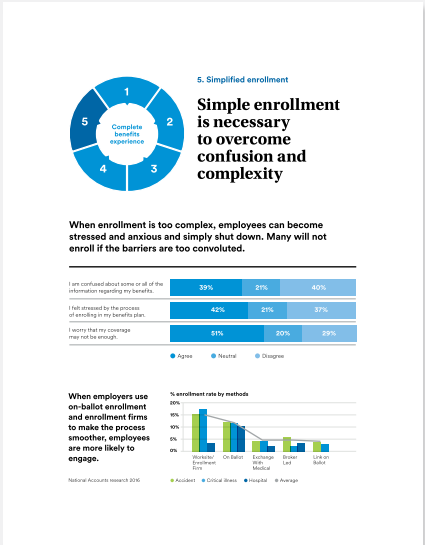 5. Simplified enrollment
Simple enrollment
is necessary
to overcome
confusion and
complexity
1
2
3
4
5
Complete
benefits
experience
When enrollment is too complex, employees can become
stressed and anxious and simply shut down. Many will not
enroll if the barriers are too convoluted.
I am confused about some or all of the
information regarding my benefits.
39% 21% 40%
I felt stressed by the process
of enrolling in my benefits plan.
42% 21% 37%
I worry that my coverage
may not be enough.
51% 20% 29%
Agree Neutral Disagree
When employers use
on-ballot enrollment
and enrollment firms
to make the process
smoother, employees
are more likely to
engage.
National Accounts research 2016
% enrollment rate by methods
20%
15%
10%
5%
0%
Worksite/
Enrollment
Firm
On Ballot
Exchange
With
Medical
Broker
Led
Link on
Ballot
Accident Critical Illness Hospital Average